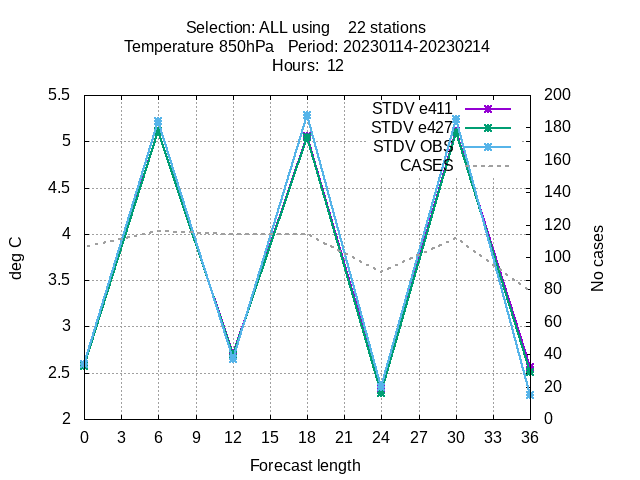 Selection: ALL using    22 stations
Temperature 850hPa   Period: 20230114-20230214
Hours:  12
5.5
5
4.5
4
3.5
3
2.5
2
deg C
STDV e411
STDV e427
STDV OBS
CASES
200
180
160
140
120
100
80
60
40
20
0
No cases
0 3 6 9 12 15 18 21 24 27 30 33 36
Forecast length